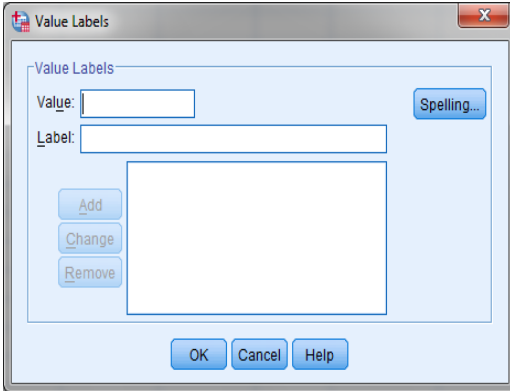 Value Labels
X
Value Labels
Value:
Spelling...
Label:
Add
Change
Remove
OK Cancel Help